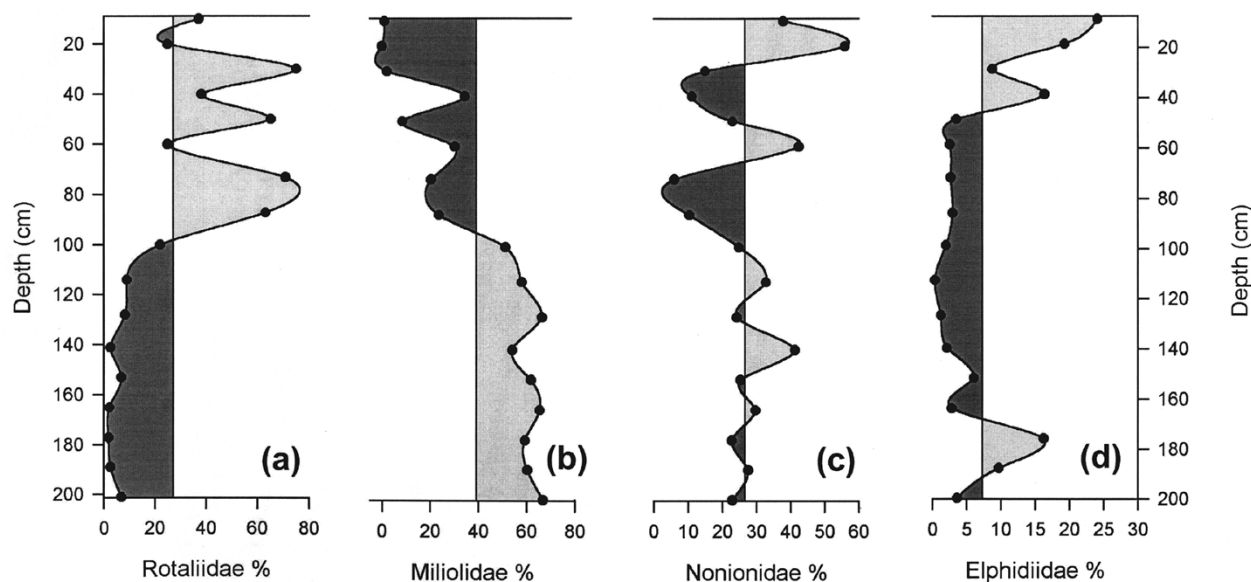 Depth (cm)
20
40
60
80
100
120
140
160
180
200
0 20 40 60 80
Rotaliidae %
(a)
0 20 40 60
Miliolidae %
(b)
0 10 20 30 40 50 60
Nonionidae %
(c)
0 5 10 15 20 25 30
Elphidiidae %
(d)
20
40
60
80
100
120
140
160
180
200
Depth (cm)